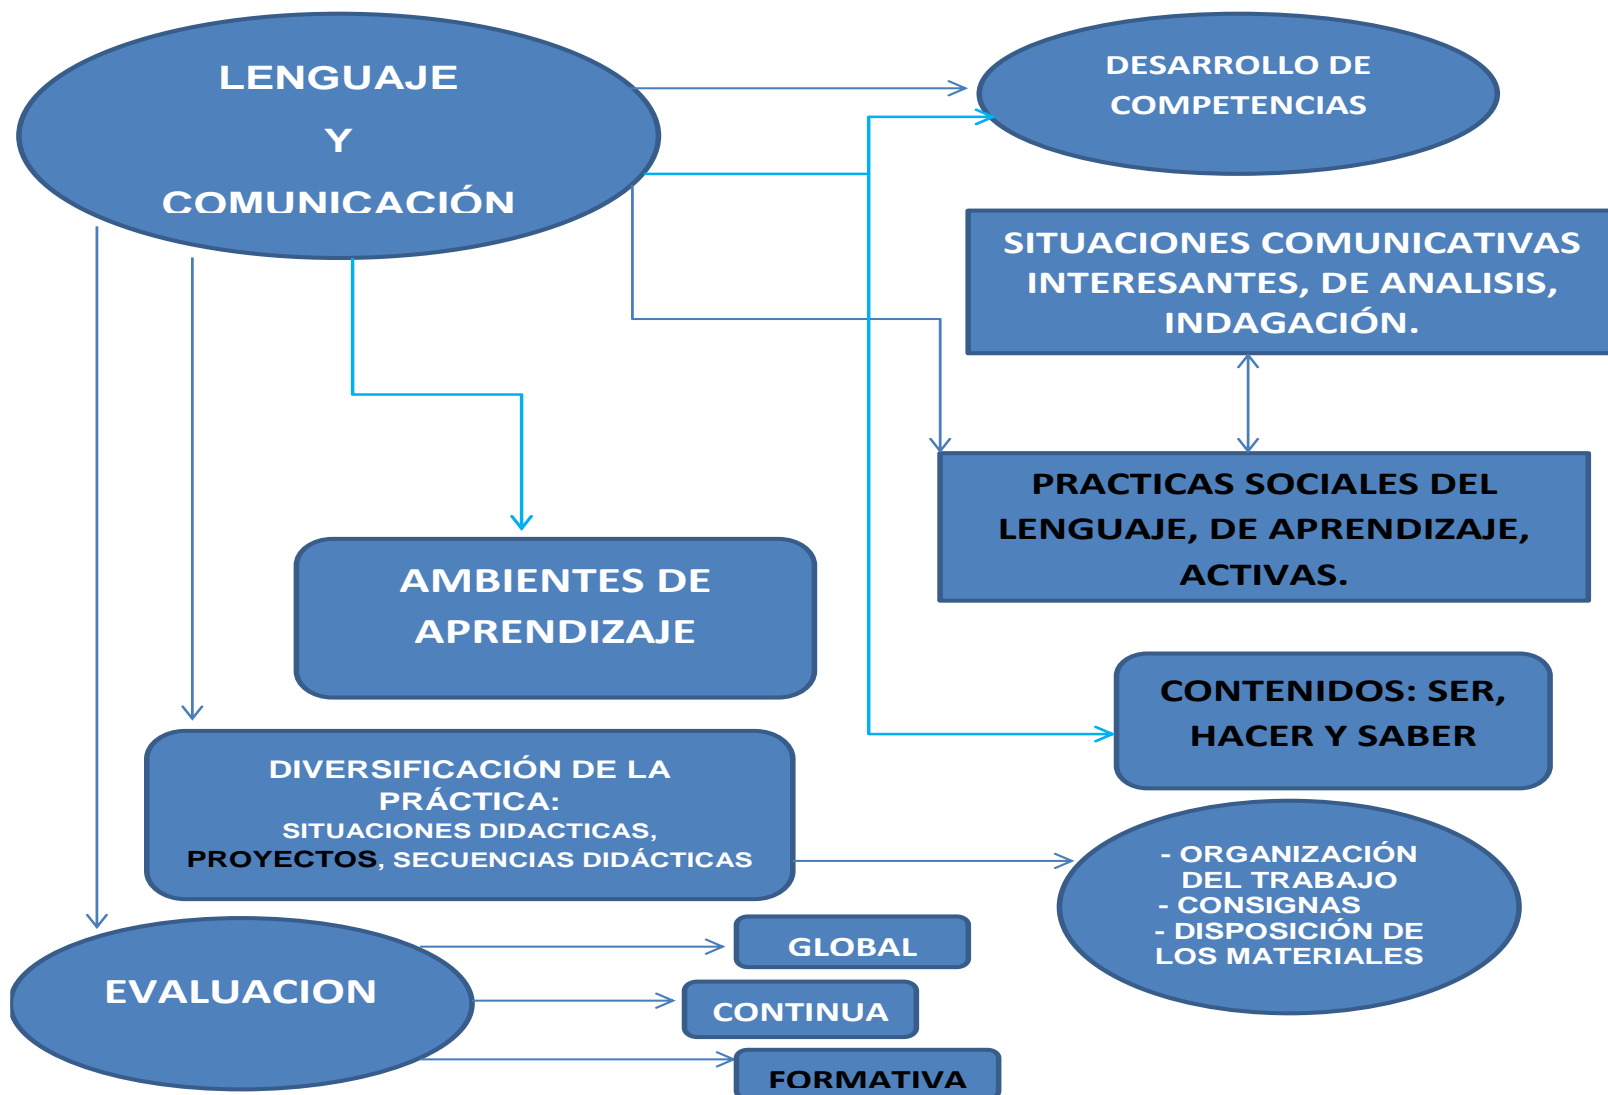 LENGUAJE
Y
COMUNICACIÓN
DESARROLLO DE
COMPETENCIAS
SITUACIONES COMUNICATIVAS
INTERESANTES, DE ANALISIS,
INDAGACIÓN.
PRACTICAS SOCIALES DEL
LENGUAJE, DE APRENDIZAJE,
ACTIVAS.
AMBIENTES DE
APRENDIZAJE
CONTENIDOS: SER,
HACER Y SABER
DIVERSIFICACIÓN DE LA
PRÁCTICA:
SITUACIONES DIDACTICAS,
PROYECTOS, SECUENCIAS DIDÁCTICAS
- ORGANIZACIÓN
DEL TRABAJO
- CONSIGNAS
- DISPOSICIÓN DE
LOS MATERIALES
EVALUACION
GLOBAL
CONTINUA
FORMATIVA